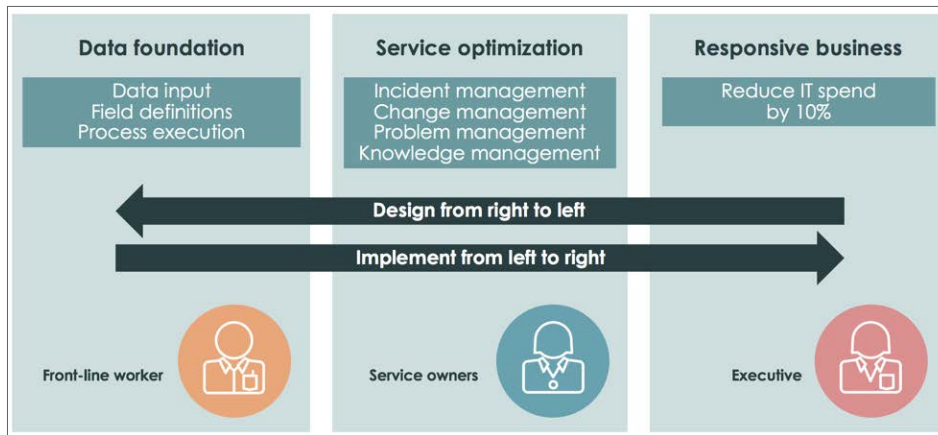 Data foundation
Data input
Field definitions
Process execution
Service optimization
Incident management
Change management
Problem management
Knowledge management
Responsive business
Reduce IT spend
by 10%
Design from right to left
Implement from left to right
Front-line worker
Service owners
Executive